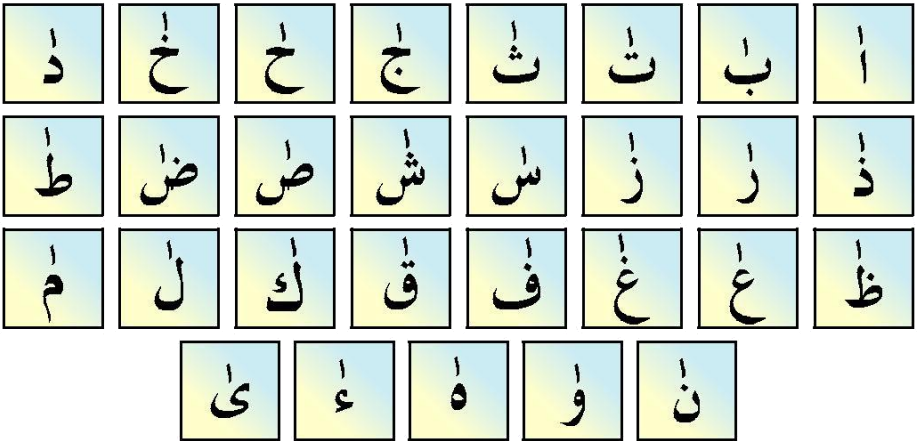 اٰ بٰ تٰ ثٰ جٰ حٰ خٰ دٰ
ذٰ رٰ زٰ سٰ شٰ صٰ ضٰ طٰ
ظٰ عٰ غٰ فٰ قٰ كٰ لٰ مٰ
نٰ وٰ هٰ ءٰ ىٰ